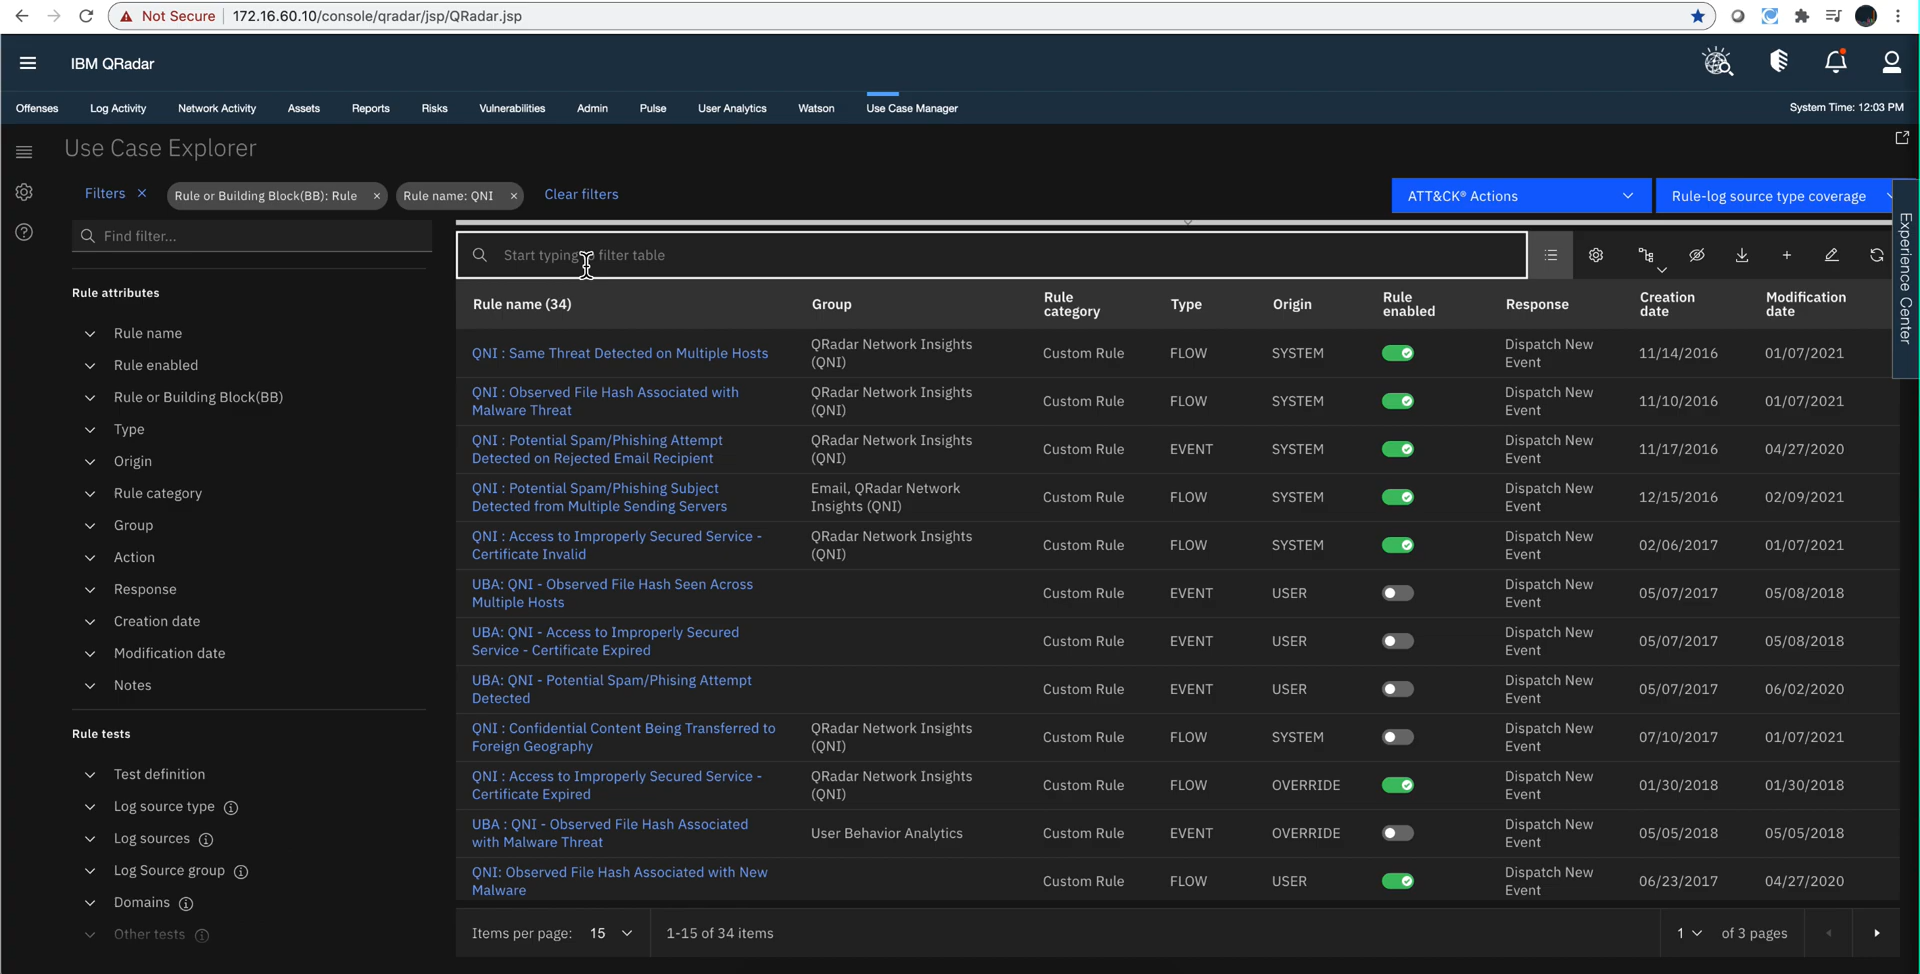 Not Secure 172.16.60.10/console/qradar/jsp/QRadar.jsp
IBM QRadar
Offenses Log Activity Network Activity Assets Reports Risks Vulnerabilities Admin Pulse User Analytics Watson Use Case Manager System Time: 12:03 PM
Use Case Explorer
Filters × Rule or Building Block(BB): Rule × Rule name: QNI × Clear filters
ATT&CK® Actions
Rule-log source type coverage
Experience Center
Find filter...
Rule attributes
Rule name
Rule enabled
Rule or Building Block(BB)
Type
Origin
Rule category
Group
Action
Response
Creation date
Modification date
Notes
Rule tests
Test definition
Log source type
Log sources
Log Source group
Domains
Other tests
Start typing filter table
Rule name (34) Group Rule category Type Origin Rule enabled Response Creation date Modification date
QNI : Same Threat Detected on Multiple Hosts QRadar Network Insights (QNI) Custom Rule FLOW SYSTEM Dispatch New Event 11/14/2016 01/07/2021
QNI : Observed File Hash Associated with Malware Threat QRadar Network Insights (QNI) Custom Rule FLOW SYSTEM Dispatch New Event 11/10/2016 01/07/2021
QNI : Potential Spam/Phishing Attempt Detected on Rejected Email Recipient QRadar Network Insights (QNI) Custom Rule EVENT SYSTEM Dispatch New Event 11/17/2016 04/27/2020
QNI : Potential Spam/Phishing Subject Detected from Multiple Sending Servers Email, QRadar Network Insights (QNI) Custom Rule FLOW SYSTEM Dispatch New Event 12/15/2016 02/09/2021
QNI : Access to Improperly Secured Service - Certificate Invalid QRadar Network Insights (QNI) Custom Rule FLOW SYSTEM Dispatch New Event 02/06/2017 01/07/2021
UBA: QNI - Observed File Hash Seen Across Multiple Hosts Custom Rule EVENT USER Dispatch New Event 05/07/2017 05/08/2018
UBA: QNI - Access to Improperly Secured Service - Certificate Expired Custom Rule EVENT USER Dispatch New Event 05/07/2017 05/08/2018
UBA: QNI - Potential Spam/Phising Attempt Detected Custom Rule EVENT USER Dispatch New Event 05/07/2017 06/02/2020
QNI : Confidential Content Being Transferred to Foreign Geography QRadar Network Insights (QNI) Custom Rule FLOW SYSTEM Dispatch New Event 07/10/2017 01/07/2021
QNI : Access to Improperly Secured Service - Certificate Expired QRadar Network Insights (QNI) Custom Rule FLOW OVERRIDE Dispatch New Event 01/30/2018 01/30/2018
UBA : QNI - Observed File Hash Associated with Malware Threat User Behavior Analytics Custom Rule EVENT OVERRIDE Dispatch New Event 05/05/2018 05/05/2018
QNI: Observed File Hash Associated with New Malware Custom Rule FLOW USER Dispatch New Event 06/23/2017 04/27/2020
Items per page: 15 1-15 of 34 items 1 of 3 pages